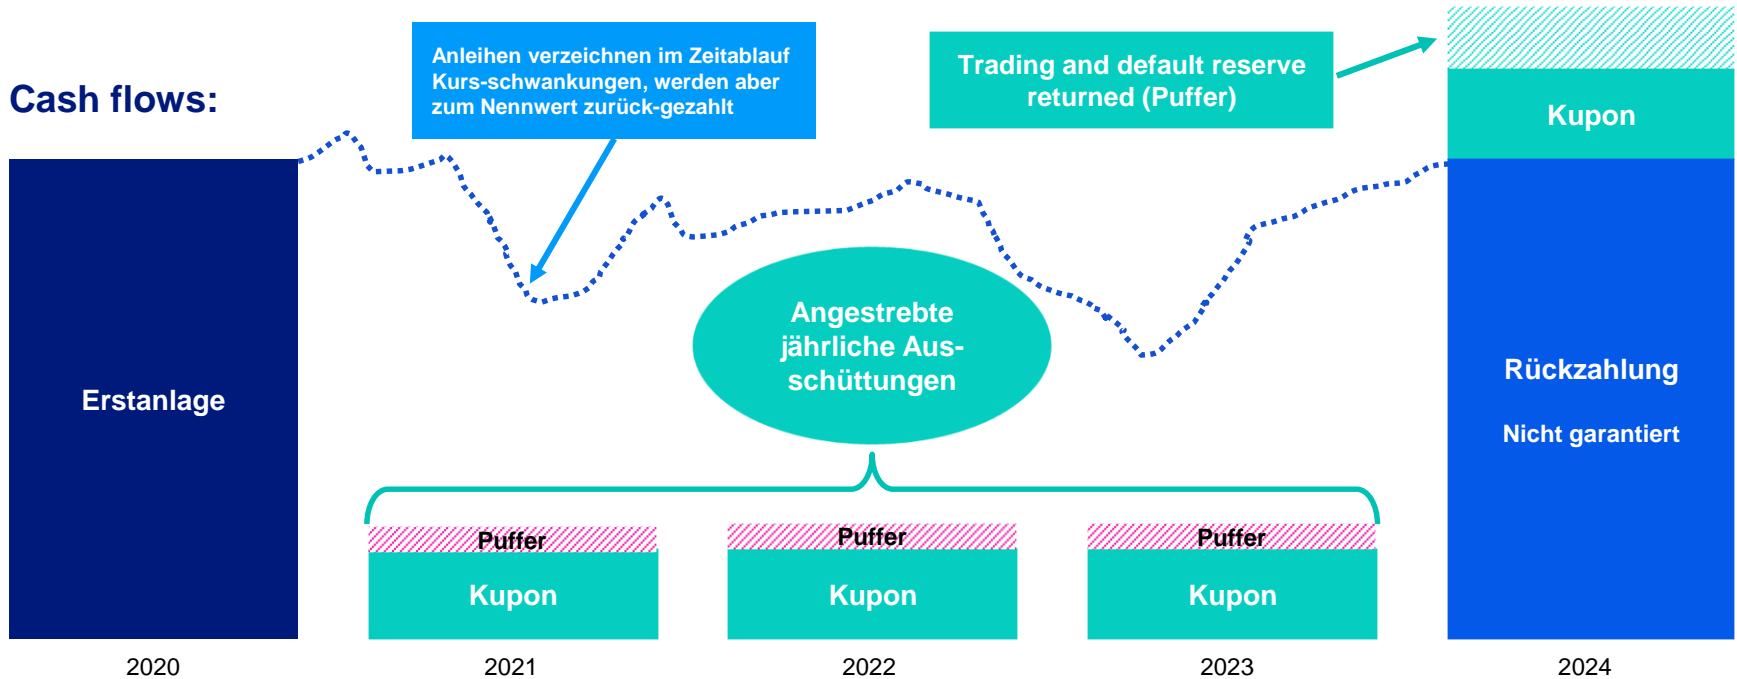 Cash flows:
Anleihen verzeichnen im Zeitablauf
Kurs-schwankungen, werden aber
zum Nennwert zurück-gezahlt
Trading and default reserve
returned (Puffer)
Kupon
Erstanlage
Angestrebte
jährliche Aus-
schüttungen
Rückzahlung
Nicht garantiert
Puffer
Kupon
Puffer
Kupon
Puffer
Kupon
2020
2021
2022
2023
2024